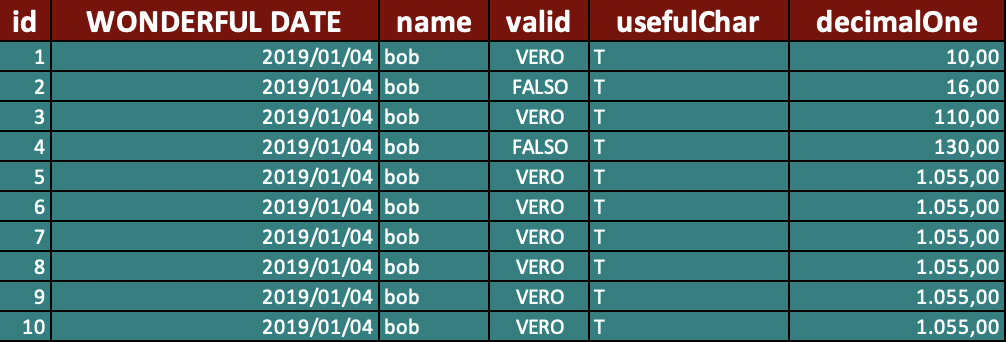 id WONDERFUL DATE name valid usefulChar decimalOne
1 2019/01/04 bob VERO T 10,00
2 2019/01/04 bob FALSO T 16,00
3 2019/01/04 bob VERO T 110,00
4 2019/01/04 bob FALSO T 130,00
5 2019/01/04 bob VERO T 1.055,00
6 2019/01/04 bob VERO T 1.055,00
7 2019/01/04 bob VERO T 1.055,00
8 2019/01/04 bob VERO T 1.055,00
9 2019/01/04 bob VERO T 1.055,00
10 2019/01/04 bob VERO T 1.055,00